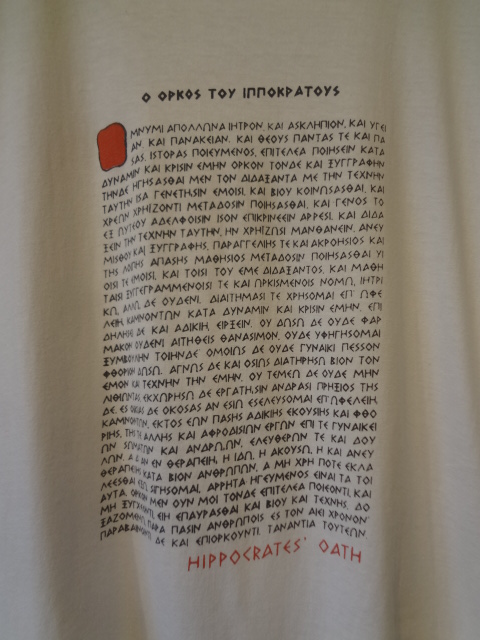 Ο ΟΡΚΟΣ ΤΟΥ ΙΠΠΟΚΡΑΤΟΥΣ
ΟΜΝΥΜΙ ΑΠΟΛΛΩΝΑ ΙΗΤΡΟΝ, ΚΑΙ ΑΣΚΛΗΠΙΟΝ, ΚΑΙ ΥΓΕΙ
ΑΝ, ΚΑΙ ΠΑΝΑΚΕΙΑΝ, ΚΑΙ ΘΕΟΥΣ ΠΑΝΤΑΣ ΤΕ ΚΑΙ ΠΑ
ΣΑΣ, ΙΣΤΟΡΑΣ ΠΟΙΕΥΜΕΝΟΣ, ΕΠΙΤΕΛΕΑ ΠΟΙΗΣΕΙΝ ΚΑΤΑ
ΔΥΝΑΜΙΝ ΚΑΙ ΚΡΙΣΙΝ ΕΜΗΝ ΟΡΚΟΝ ΤΟΝΔΕ ΚΑΙ ΞΥΓΓΡΑΦΗΝ
ΤΗΝΔΕ ΗΓΗΣΑΣΘΑΙ ΜΕΝ ΤΟΝ ΔΙΔΑΞΑΝΤΑ ΜΕ ΤΗΝ ΤΕΧΝΗΝ
ΤΑΥΤΗΝ ΙΣΑ ΓΕΝΕΤΗΣΙΝ ΕΜΟΙΣΙ, ΚΑΙ ΒΙΟΥ ΚΟΙΝΩΣΑΣΘΑΙ, ΚΑΙ
ΧΡΕΩΝ ΧΡΗΙΖΟΝΤΙ ΜΕΤΑΔΟΣΙΝ ΠΟΙΗΣΑΣΘΑΙ, ΚΑΙ ΓΕΝΟΣ ΤΟ
ΕΞ ΩΥΤΕΟΥ ΑΔΕΛΦΟΙΣΙΝ ΙΣΟΝ ΕΠΙΚΡΙΝΕΕΙΝ ΑΡΡΕΣΙ, ΚΑΙ ΔΙΔΑ
ΞΕΙΝ ΤΗΝ ΤΕΧΝΗΝ ΤΑΥΤΗΝ, ΗΝ ΧΡΗΙΖΩΣΙ ΜΑΝΘΑΝΕΙΝ, ΑΝΕΥ
ΜΙΣΘΟΥ ΚΑΙ ΞΥΓΓΡΑΦΗΣ, ΠΑΡΑΓΓΕΛΙΗΣ ΤΕ ΚΑΙ ΑΚΡΟΗΣΙΟΣ ΚΑΙ
ΤΗΣ ΛΟΙΠΗΣ ΑΠΑΣΗΣ ΜΑΘΗΣΙΟΣ ΜΕΤΑΔΟΣΙΝ ΠΟΙΗΣΑΣΘΑΙ ΥΙ
ΟΙΣΙ ΤΕ ΕΜΟΙΣΙ, ΚΑΙ ΤΟΙΣΙ ΤΟΥ ΕΜΕ ΔΙΔΑΞΑΝΤΟΣ, ΚΑΙ ΜΑΘΗ
ΤΑΙΣΙ ΞΥΓΓΕΓΡΑΜΜΕΝΟΙΣΙ ΤΕ ΚΑΙ ΩΡΚΙΣΜΕΝΟΙΣ ΝΟΜΩ, ΙΗΤΡΙ
ΚΩ, ΑΛΛΩ ΔΕ ΟΥΔΕΝΙ. ΔΙΑΙΤΗΜΑΣΙ ΤΕ ΧΡΗΣΟΜΑΙ ΕΠ' ΩΦΕ
ΛΕΙΗ, ΚΑΜΝΟΝΤΩΝ ΚΑΤΑ ΔΥΝΑΜΙΝ ΚΑΙ ΚΡΙΣΙΝ ΕΜΗΝ, ΕΠΙ
ΔΗΛΗΣΕΙ ΔΕ ΚΑΙ ΑΔΙΚΙΗ, ΕΙΡΞΕΙΝ. ΟΥ ΔΩΣΩ ΔΕ ΟΥΔΕ ΦΑΡ
ΜΑΚΟΝ ΟΥΔΕΝΙ ΑΙΤΗΘΕΙΣ ΘΑΝΑΣΙΜΟΝ, ΟΥΔΕ ΥΦΗΓΗΣΟΜΑΙ
ΞΥΜΒΟΥΛΙΗΝ ΤΟΙΗΝΔΕ· ΟΜΟΙΩΣ ΔΕ ΟΥΔΕ ΓΥΝΑΙΚΙ ΠΕΣΣΟΝ
ΦΘΟΡΙΟΝ ΔΩΣΩ. ΑΓΝΩΣ ΔΕ ΚΑΙ ΟΣΙΩΣ ΔΙΑΤΗΡΗΣΩ ΒΙΟΝ ΤΟΝ
ΕΜΟΝ ΚΑΙ ΤΕΧΝΗΝ ΤΗΝ ΕΜΗΝ. ΟΥ ΤΕΜΕΩ ΔΕ ΟΥΔΕ ΜΗΝ
ΛΙΘΙΩΝΤΑΣ, ΕΚΧΩΡΗΣΩ ΔΕ ΕΡΓΑΤΗ,ΣΙΝ ΑΝΔΡΑΣΙ ΠΡΗΞΙΟΣ ΤΗΣ
ΔΕ. ΕΣ ΟΙΚΙΑΣ ΔΕ ΟΚΟΣΑΣ ΑΝ ΕΣΙΩ ΕΣΕΛΕΥΣΟΜΑΙ ΕΠ'ΩΦΕΛΕΙΗ,
ΚΑΜΝΟΝΤΩΝ, ΕΚΤΟΣ ΕΩΝ ΠΑΣΗΣ ΑΔΙΚΙΗΣ ΕΚΟΥΣΙΗΣ ΚΑΙ ΦΘΟ
ΡΙΗΣ, ΤΗΣ ΤΕ ΑΛΛΗΣ ΚΑΙ ΑΦΡΟΔΙΣΙΩΝ ΕΡΓΩΝ ΕΠΙ ΤΕ ΓΥΝΑΙΚΕΙ
ΩΝ ΣΩΜΑΤΩΝ ΚΑΙ ΑΝΔΡΩΩΝ, ΕΛΕΥΘΕΡΩΝ ΤΕ ΚΑΙ ΔΟΥ
ΛΩΝ. Α Δ ΑΝ ΕΝ ΘΕΡΑΠΕΙΗ, Η ΙΔΩ, Η ΑΚΟΥΣΩ, Η ΚΑΙ ΑΝΕΥ
ΘΕΡΑΠΕΙΗΣ ΚΑΤΑ ΒΙΟΝ ΑΝΘΡΩΠΩΝ, Α ΜΗ ΧΡΗ ΠΟΤΕ ΕΚΛΑ
ΛΕΕΣΘΑΙ ΕΞΩ, ΣΙΓΗΣΟΜΑΙ, ΑΡΡΗΤΑ ΗΓΕΥΜΕΝΟΣ ΕΙΝΑΙ ΤΑ ΤΟΙ
ΑΥΤΑ. ΟΡΚΟΝ ΜΕΝ ΟΥΝ ΜΟΙ ΤΟΝΔΕ ΕΠΙΤΕΛΕΑ ΠΟΙΕΟΝΤΙ, ΚΑΙ
ΜΗ ΞΥΓΧΕΟΝΤΙ, ΕΙΗ ΕΠΑΥΡΑΣΘΑΙ ΚΑΙ ΒΙΟΥ ΚΑΙ ΤΕΧΝΗΣ, ΔΟ
ΞΑΖΟΜΕΝΩ, ΠΑΡΑ ΠΑΣΙΝ ΑΝΘΡΩΠΟΙΣ ΕΣ ΤΟΝ ΑΙΕΙ ΧΡΟΝΟΝ·
ΠΑΡΑΒΑΙΝΟΝΤΙ ΔΕ ΚΑΙ ΕΠΙΟΡΚΟΥΝΤΙ, ΤΑΝΑΝΤΙΑ ΤΟΥΤΕΩΝ.
HIPPOCRATES' OATH